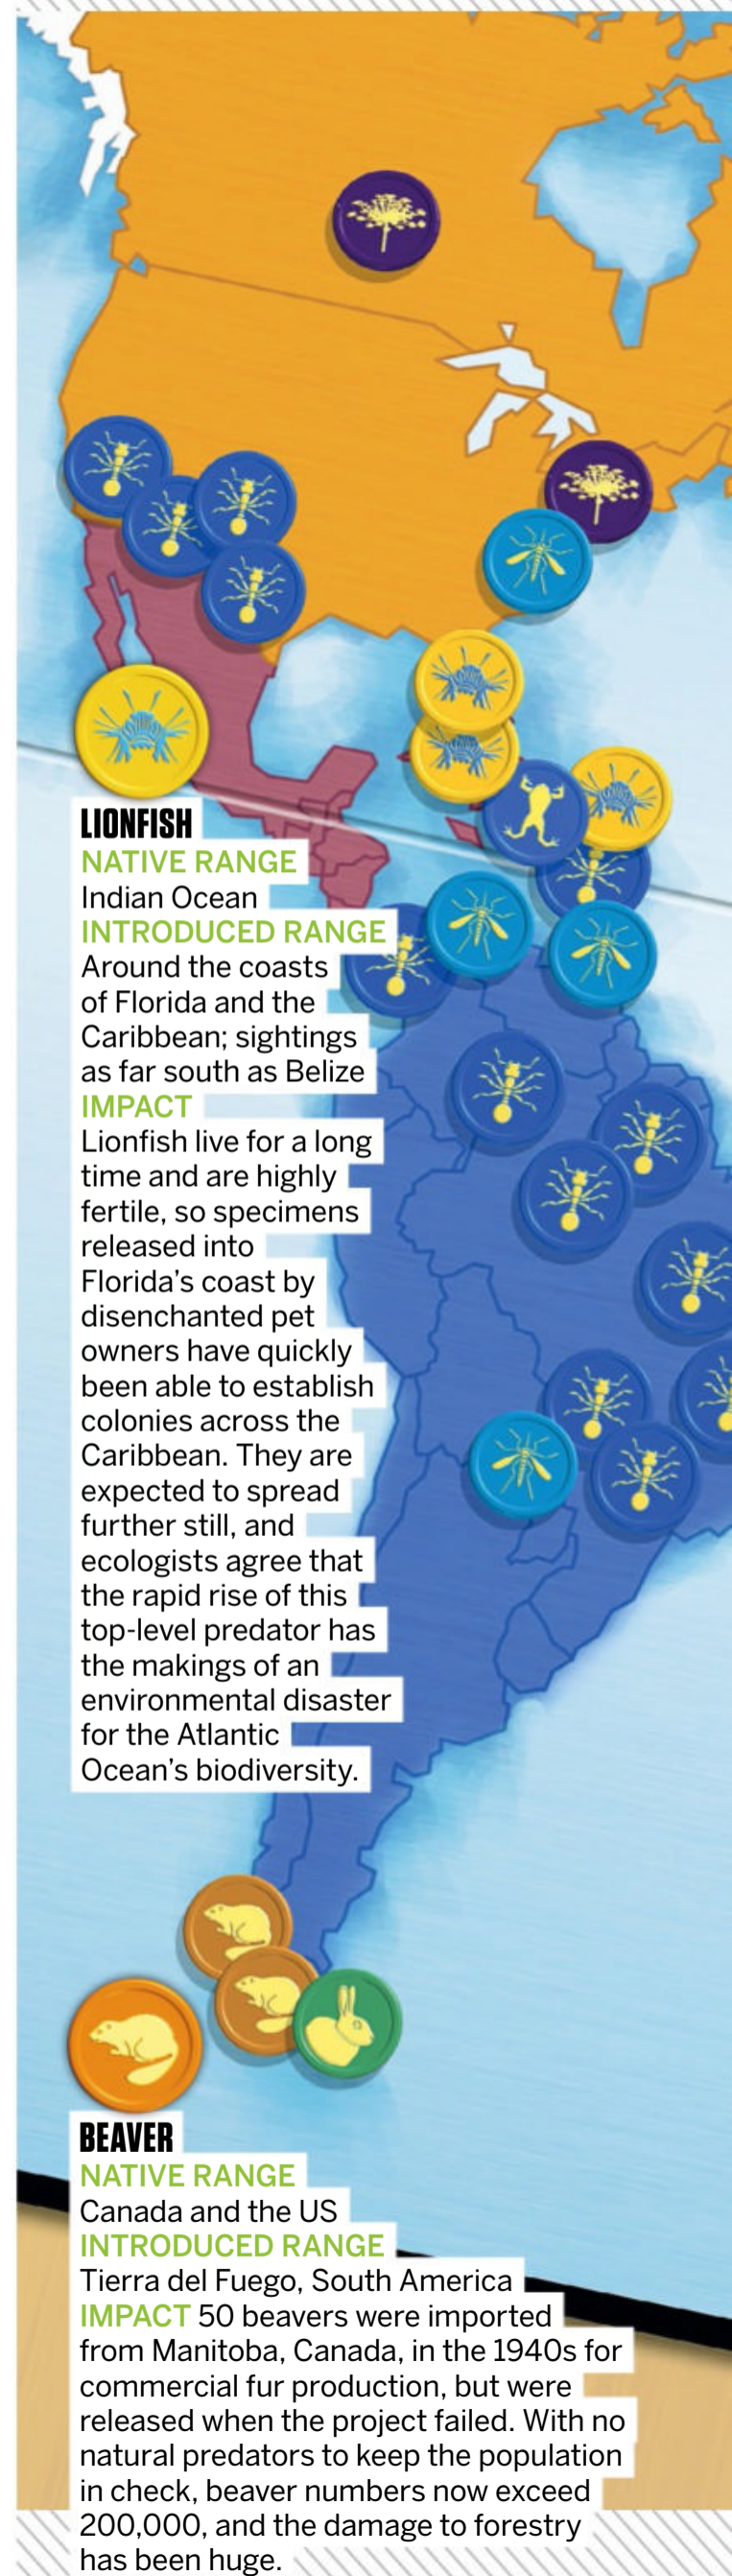 LIONFISH
NATIVE RANGE
Indian Ocean
INTRODUCED RANGE
Around the coasts
of Florida and the
Caribbean; sightings
as far south as Belize
IMPACT
Lionfish live for a long
time and are highly
fertile, so specimens
released into
Florida’s coast by
disenchanted pet
owners have quickly
been able to establish
colonies across the
Caribbean. They are
expected to spread
further still, and
ecologists agree that
the rapid rise of this
top-level predator has
the makings of an
environmental disaster
for the Atlantic
Ocean’s biodiversity.
BEAVER
NATIVE RANGE
Canada and the US
INTRODUCED RANGE
Tierra del Fuego, South America
IMPACT 50 beavers were imported
from Manitoba, Canada, in the 1940s for
commercial fur production, but were
released when the project failed. With no
natural predators to keep the population
in check, beaver numbers now exceed
200,000, and the damage to forestry
has been huge.